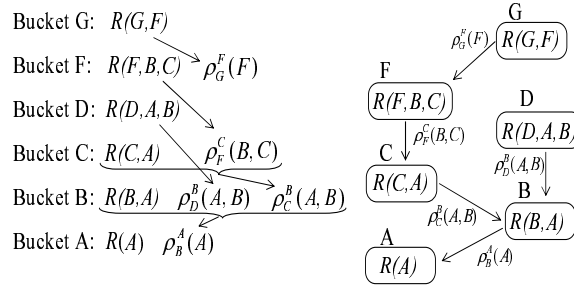 Bucket G: R(G,F)
Bucket F: R(F,B,C) ρ_G^F(F)
Bucket D: R(D,A,B)
Bucket C: R(C,A) ρ_F^C(B,C)
Bucket B: R(B,A) ρ_D^B(A,B) ρ_C^B(A,B)
Bucket A: R(A) ρ_B^A(A)
G
R(G,F)
ρ_G^F(F)
F
R(F,B,C)
D
R(D,A,B)
ρ_F^C(B,C)
ρ_D^B(A,B)
C
R(C,A)
B
R(B,A)
ρ_C^B(A,B)
A
R(A)
ρ_B^A(A)